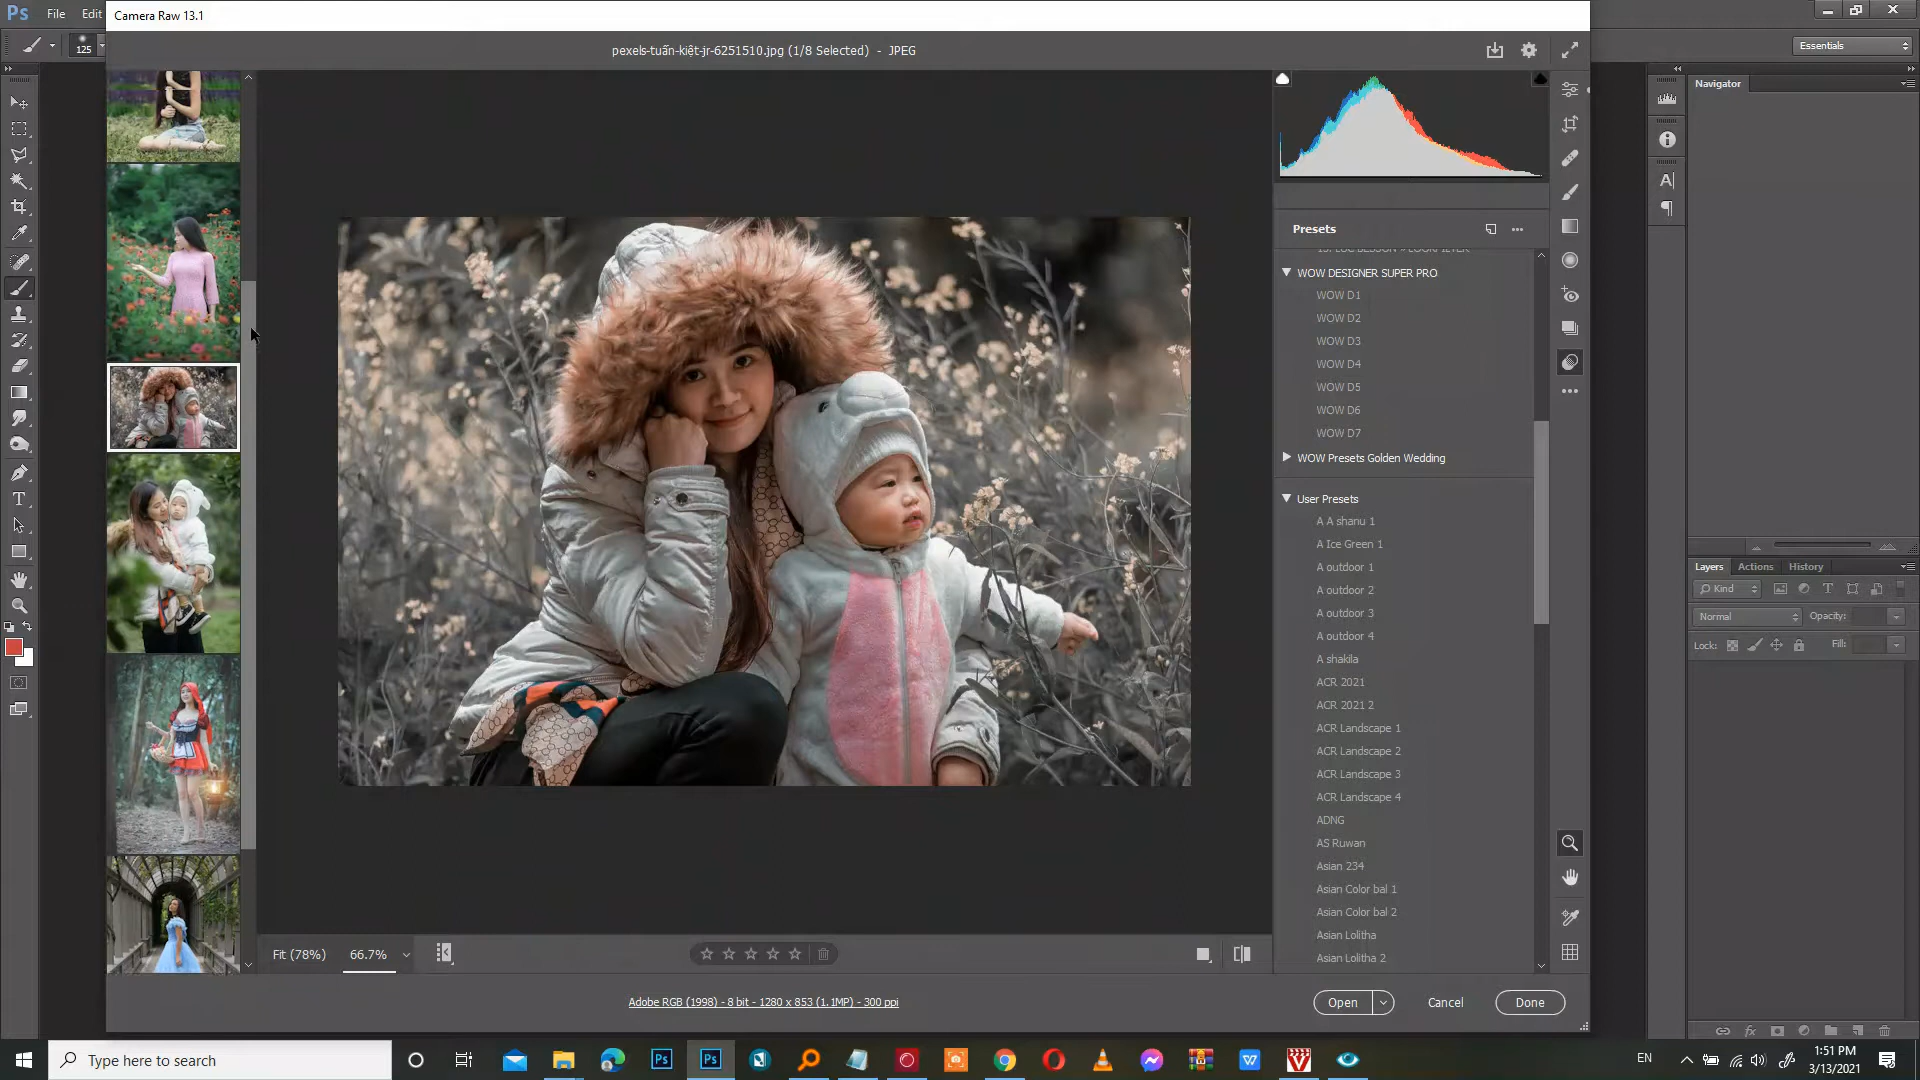 Ps File Edit
Camera Raw 13.1
125
pexels-tuấn-kiệt-jr-6251510.jpg (1/8 Selected) - JPEG
Essentials
Navigator
Presets
WOW DESIGNER SUPER PRO
WOW D1
WOW D2
WOW D3
WOW D4
WOW D5
WOW D6
WOW D7
WOW Presets Golden Wedding
User Presets
A A shanu 1
A Ice Green 1
A outdoor 1
A outdoor 2
A outdoor 3
A outdoor 4
A shakila
ACR 2021
ACR 2021 2
ACR Landscape 1
ACR Landscape 2
ACR Landscape 3
ACR Landscape 4
ADNG
AS Ruwan
Asian 234
Asian Color bal 1
Asian Color bal 2
Asian Lolitha
Asian Lolitha 2
Layers Actions History
Kind
Normal Opacity:
Lock: Fill:
Fit (78%) 66.7%
Adobe RGB (1998) - 8 bit - 1280 x 853 (1.1MP) - 300 ppi
Open Cancel Done
Type here to search
EN
1:51 PM
3/13/2021